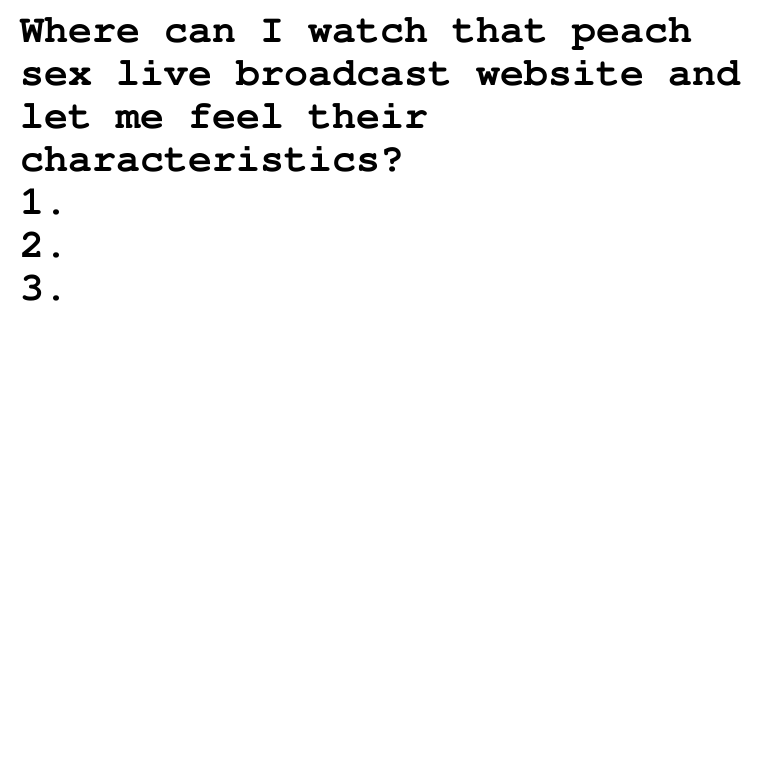 Where can I watch that peach
sex live broadcast website and
let me feel their
characteristics?
1.
2.
3.